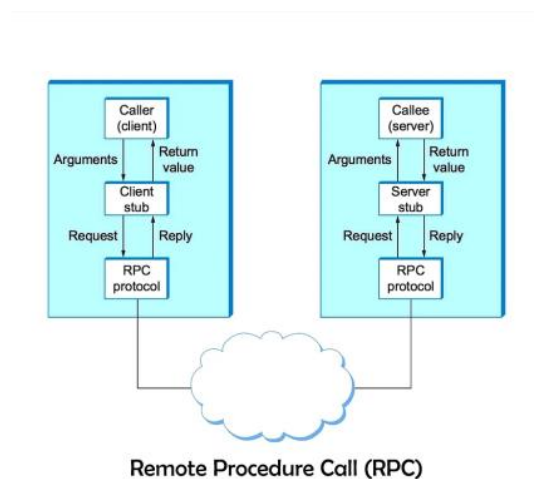 Caller
(client)
Arguments
Return
value
Client
stub
Request
Reply
RPC
protocol
Callee
(server)
Arguments
Return
value
Server
stub
Request
Reply
RPC
protocol
Remote Procedure Call (RPC)